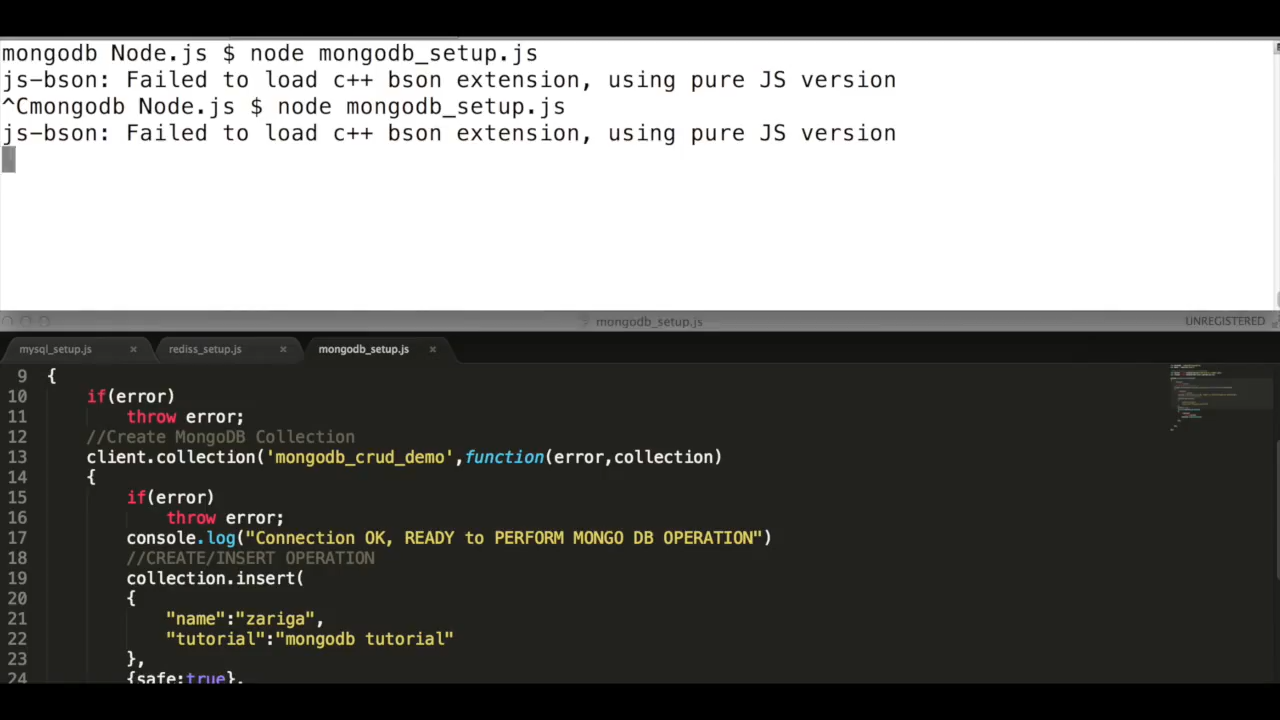 mongodb Node.js $ node mongodb_setup.js
js-bson: Failed to load c++ bson extension, using pure JS version
^Cmongodb Node.js $ node mongodb_setup.js
js-bson: Failed to load c++ bson extension, using pure JS version
mongodb_setup.js
UNREGISTERED
mysql_setup.js × rediss_setup.js × mongodb_setup.js ×
9 {
10 if(error)
11 throw error;
12 //Create MongoDB Collection
13 client.collection('mongodb_crud_demo',function(error,collection)
14 {
15 if(error)
16 throw error;
17 console.log("Connection OK, READY to PERFORM MONGO DB OPERATION")
18 //CREATE/INSERT OPERATION
19 collection.insert(
20 {
21 "name":"zariga",
22 "tutorial":"mongodb tutorial"
23 },
24 {safe:true},